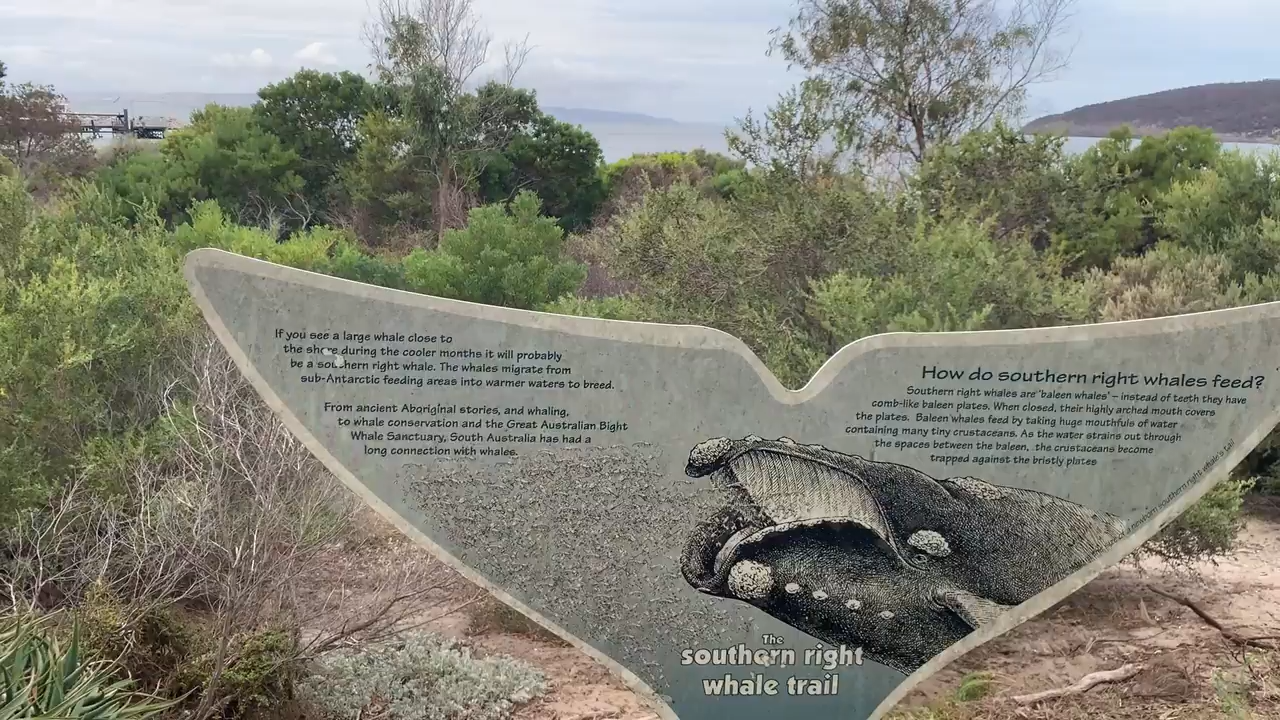 If you see a large whale close to
the shore during the cooler months it will probably
be a southern right whale. The whales migrate from
sub-Antarctic feeding areas into warmer waters to breed.
From ancient Aboriginal stories, and whaling,
to whale conservation and the Great Australian Bight
Whale Sanctuary, South Australia has had a
long connection with whales.
How do southern right whales feed?
Southern right whales are 'baleen whales' – instead of teeth they have
comb-like baleen plates. When closed, their highly arched mouth covers
the plates. Baleen whales feed by taking huge mouthfuls of water
containing many tiny crustaceans. As the water strains out through
the spaces between the baleen, the crustaceans become
trapped against the bristly plates
southern right whale's tail
The
southern right
whale trail